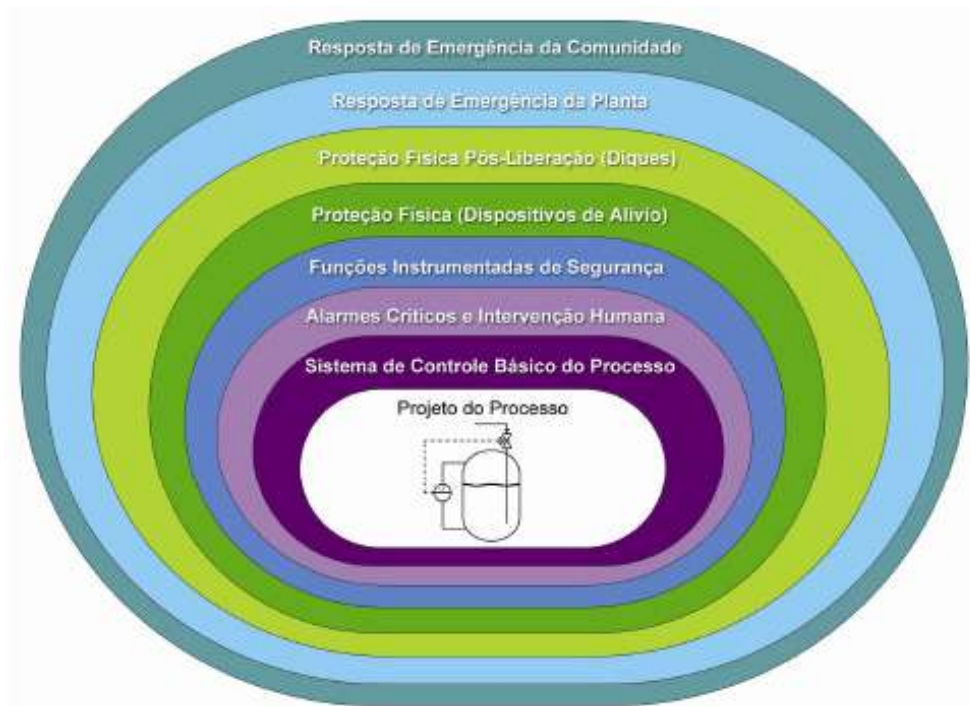 Resposta de Emergência da Comunidade
Resposta de Emergência da Planta
Proteção Física Pós-Liberação (Diques)
Proteção Física (Dispositivos de Alívio)
Funções Instrumentadas de Segurança
Alarmes Críticos e Intervenção Humana
Sistema de Controle Básico do Processo
Projeto do Processo